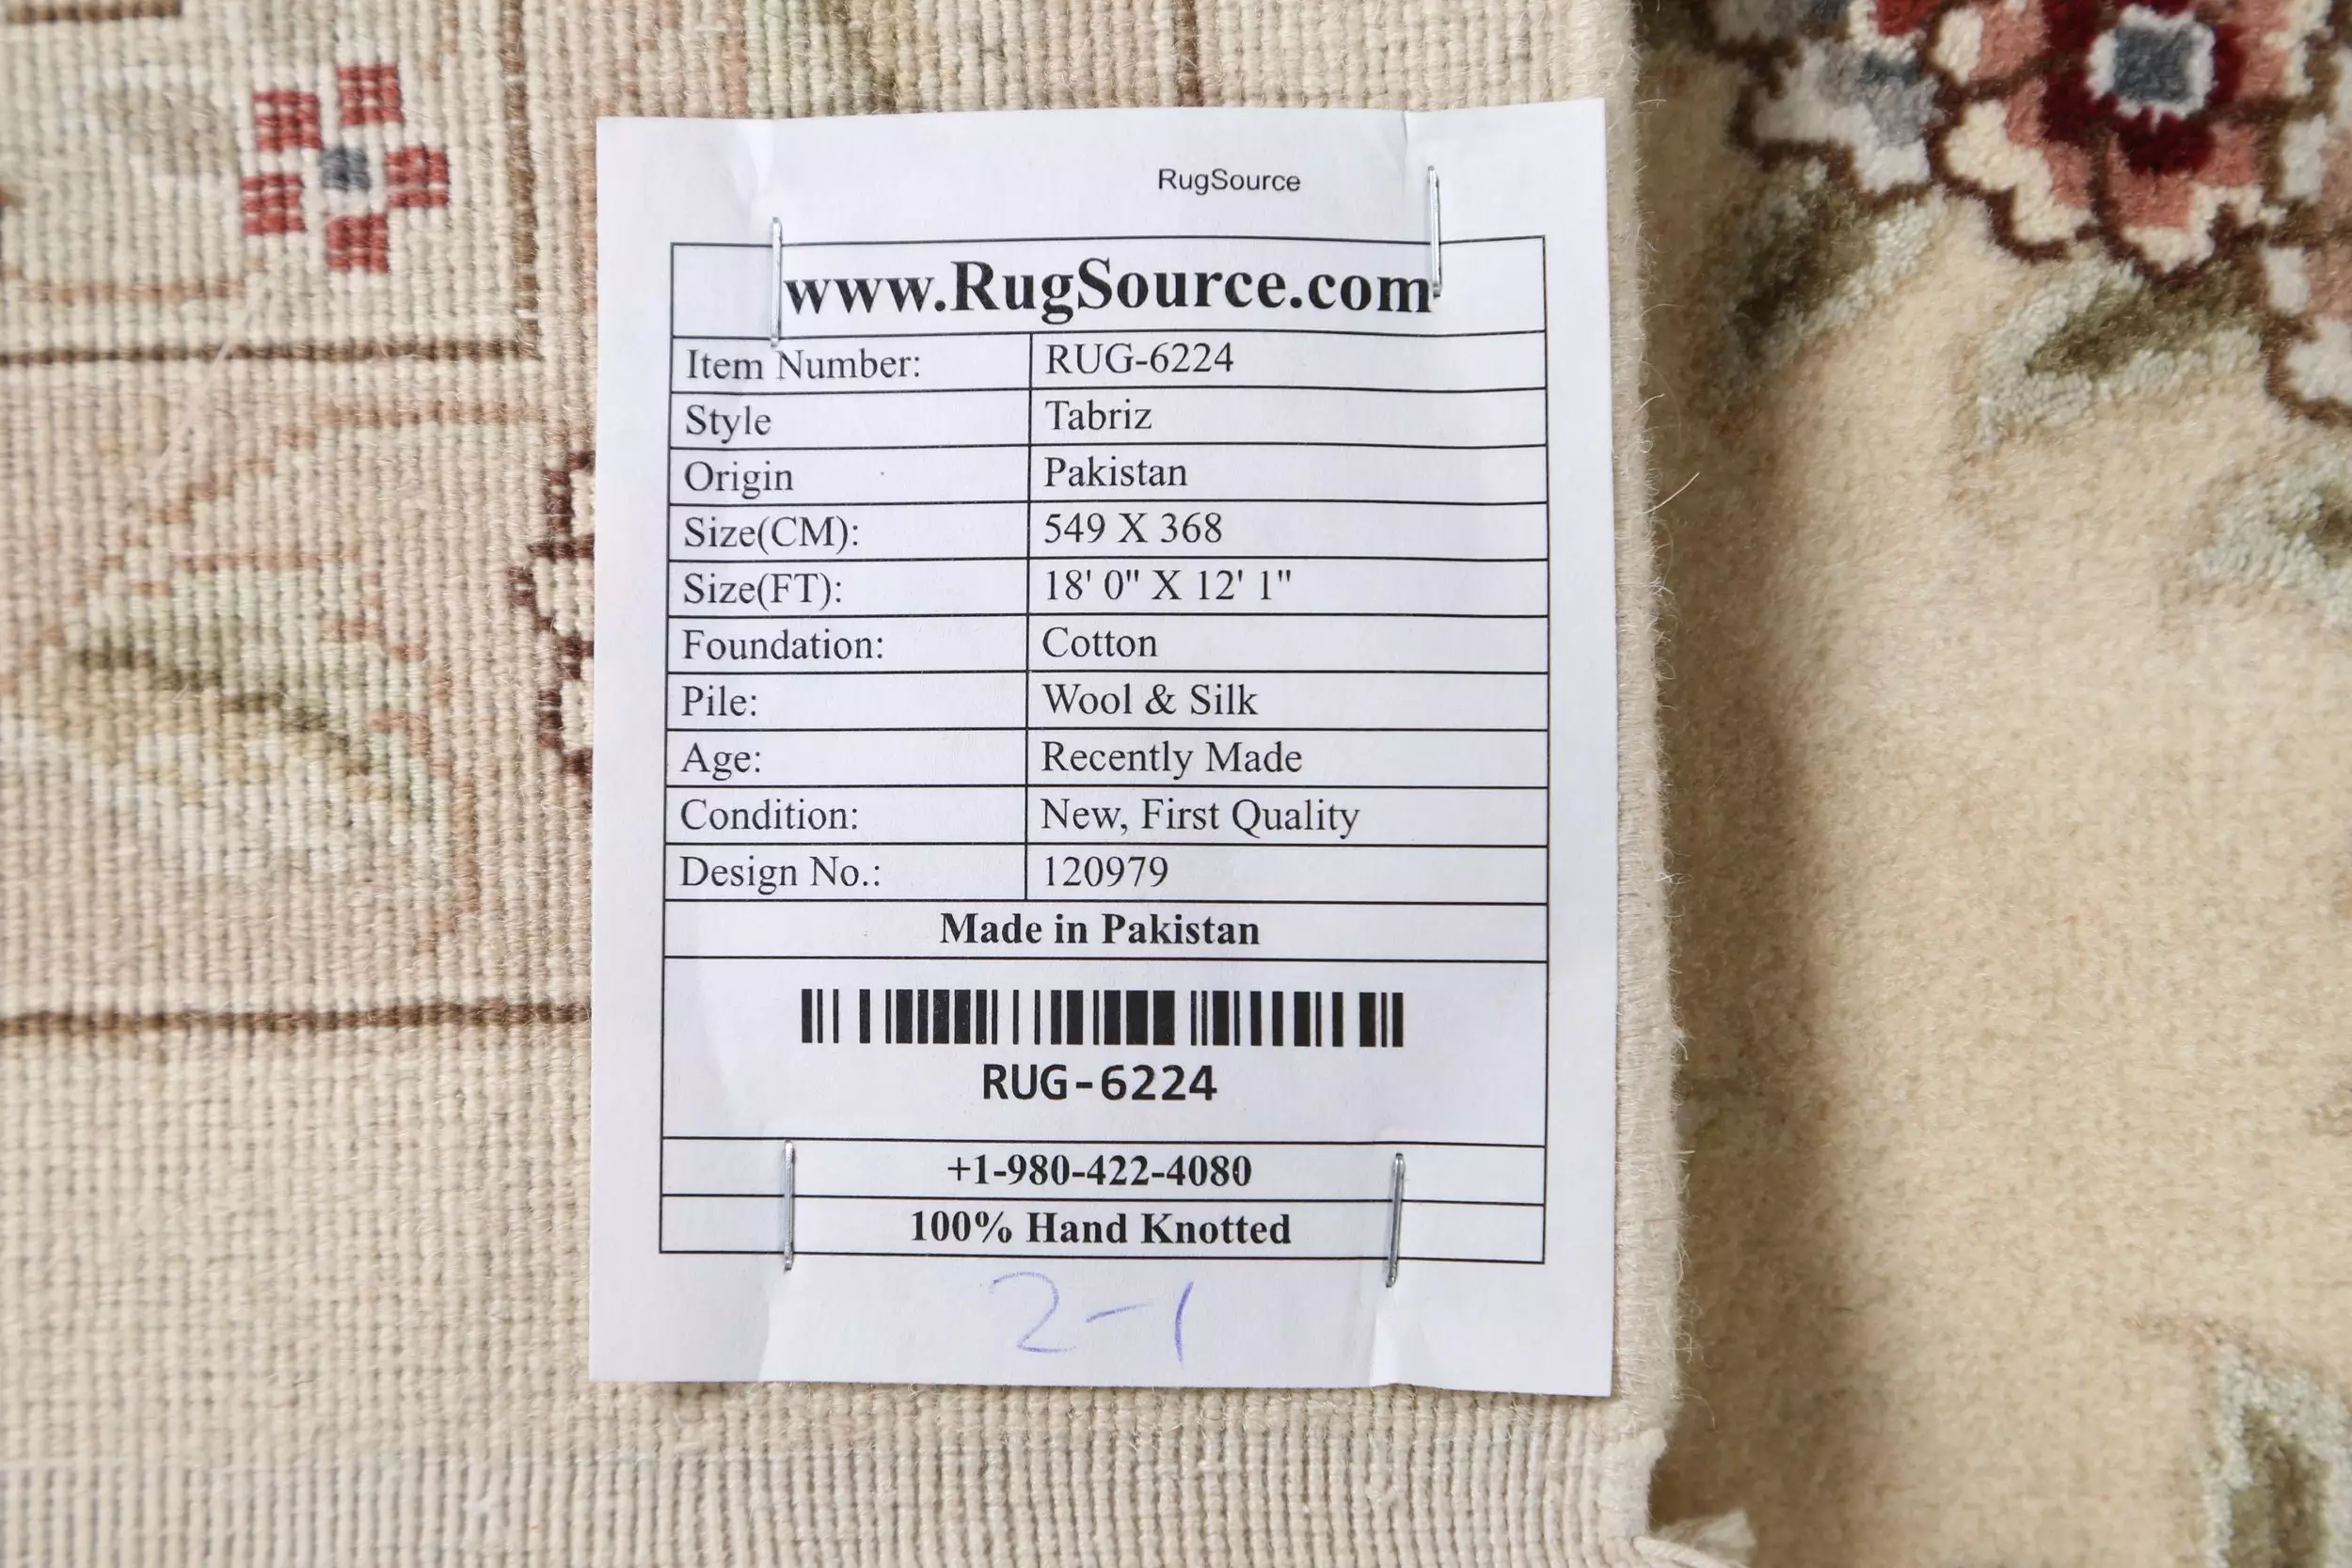 RugSource
www.RugSource.com
Item Number: RUG-6224
Style Tabriz
Origin Pakistan
Size(CM): 549 X 368
Size(FT): 18' 0" X 12' 1"
Foundation: Cotton
Pile: Wool & Silk
Age: Recently Made
Condition: New, First Quality
Design No.: 120979
Made in Pakistan
RUG-6224
+1-980-422-4080
100% Hand Knotted
2-1